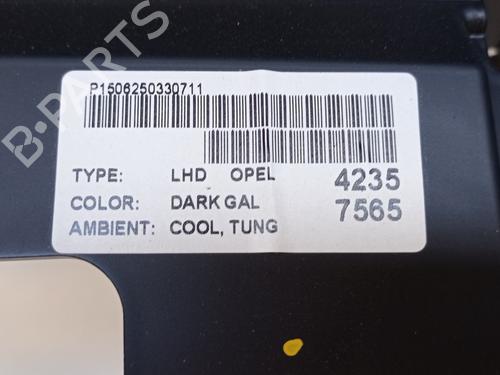 P1506250330711
TYPE: LHD OPEL 4235
COLOR: DARK GAL 7565
AMBIENT: COOL, TUNG
B-PARTS